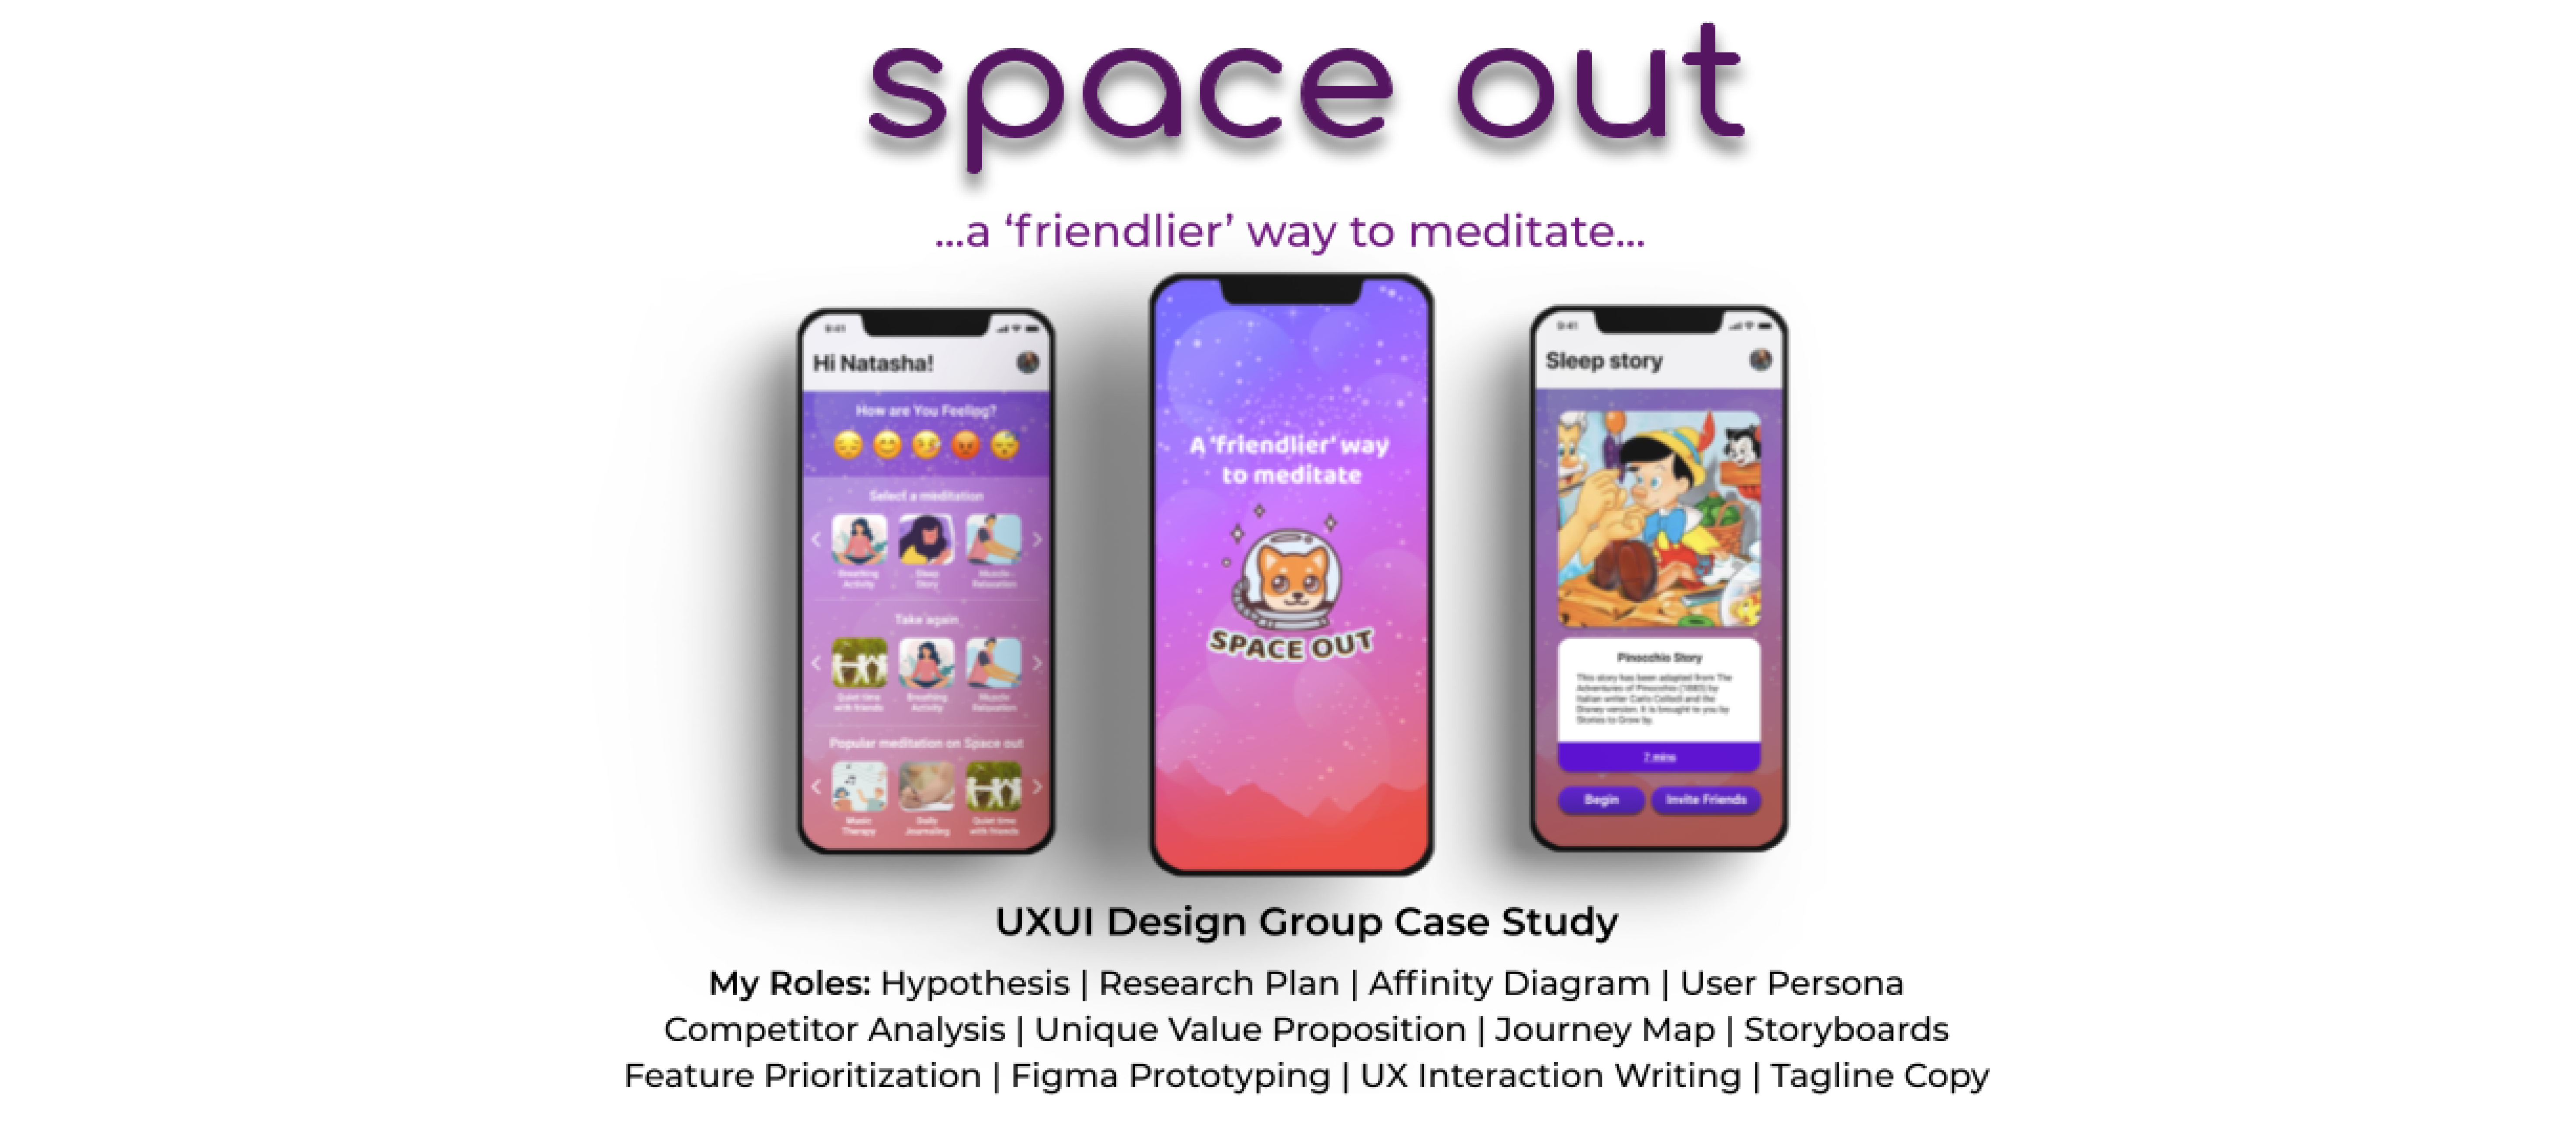 space out
...a ‘friendlier’ way to meditate...
9:41
Hi Natasha!
How are You Feeling?
Select a meditation
Breathing Activity
Sleep Story
Muscle Relaxation
Take again
Quiet time with friends
Breathing Activity
Muscle Relaxation
Popular meditation on Space out
Music Therapy
Daily Journaling
Quiet time with friends
A ‘friendlier’ way
to meditate
SPACE OUT
9:41
Sleep story
Pinocchio Story
This story has been adapted from The
Adventures of Pinocchio (1883) by
Italian writer Carlo Collodi and the
Disney version. It is brought to you by
Stories to Grow by.
7 mins
Begin
Invite Friends
UXUI Design Group Case Study
My Roles: Hypothesis | Research Plan | Affinity Diagram | User Persona
Competitor Analysis | Unique Value Proposition | Journey Map | Storyboards
Feature Prioritization | Figma Prototyping | UX Interaction Writing | Tagline Copy